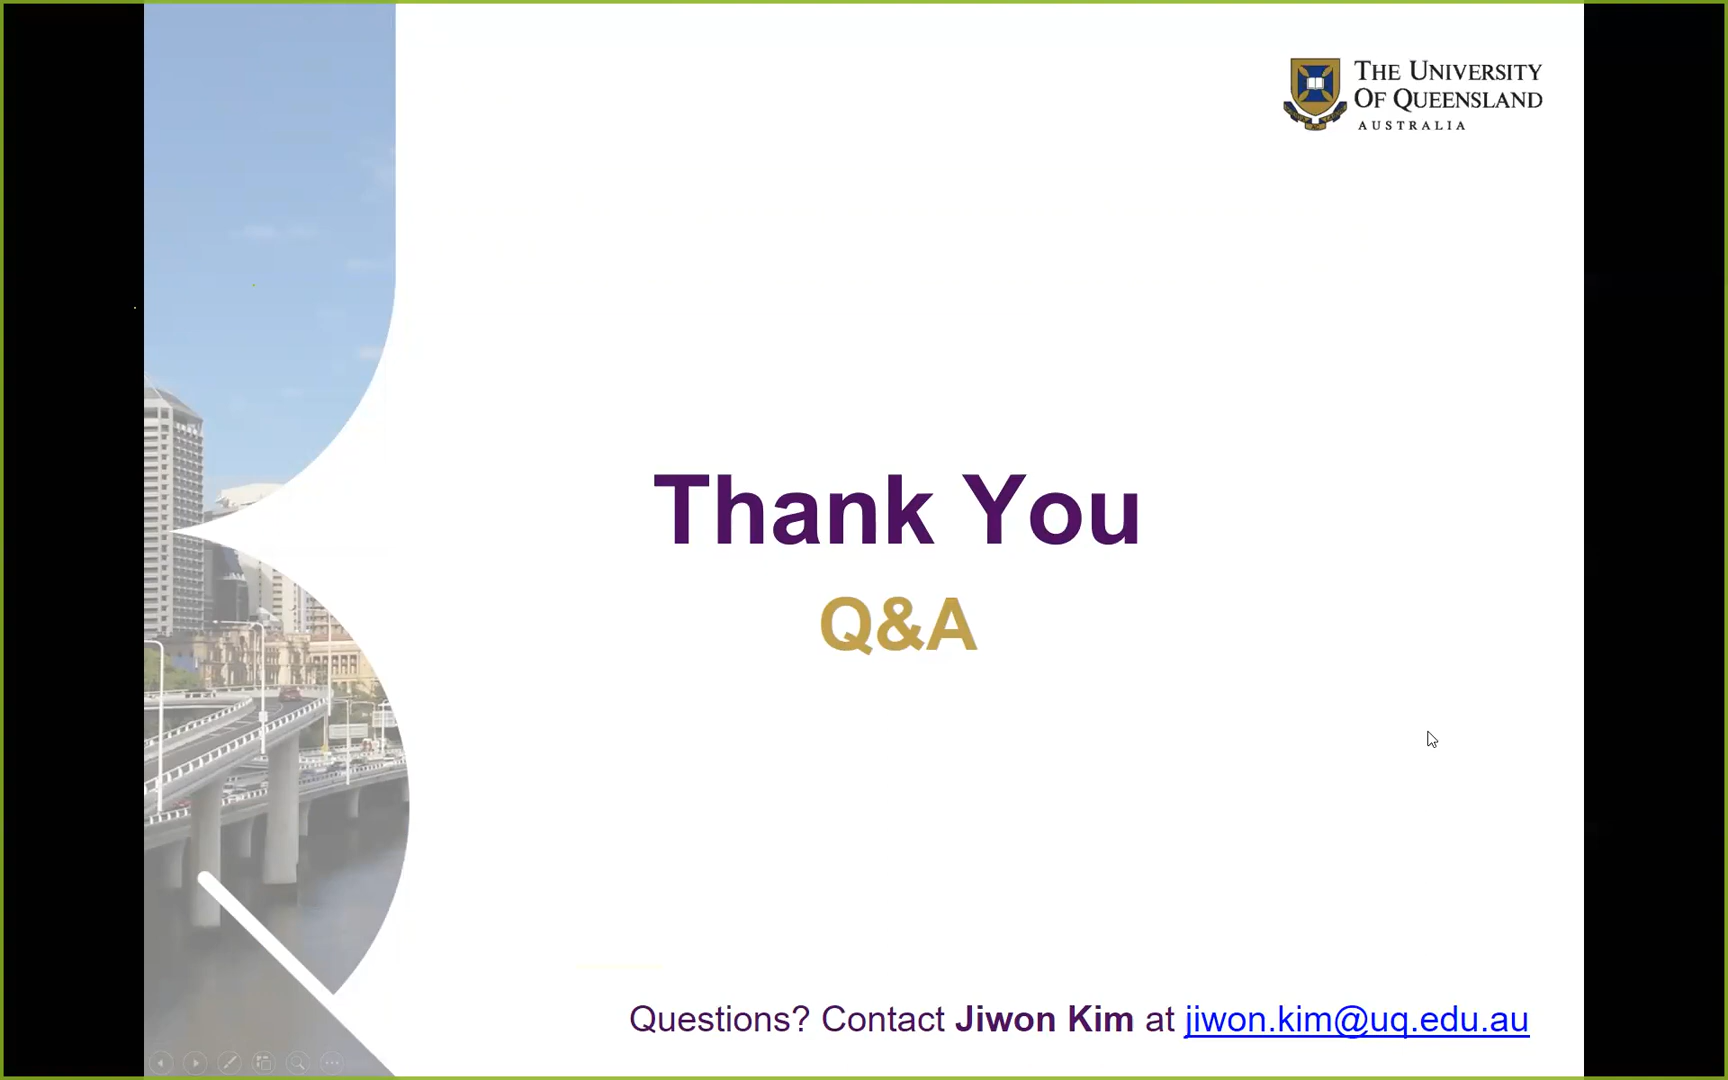 THE UNIVERSITY
OF QUEENSLAND
AUSTRALIA
Thank You
Q&A
Questions? Contact Jiwon Kim at jiwon.kim@uq.edu.au